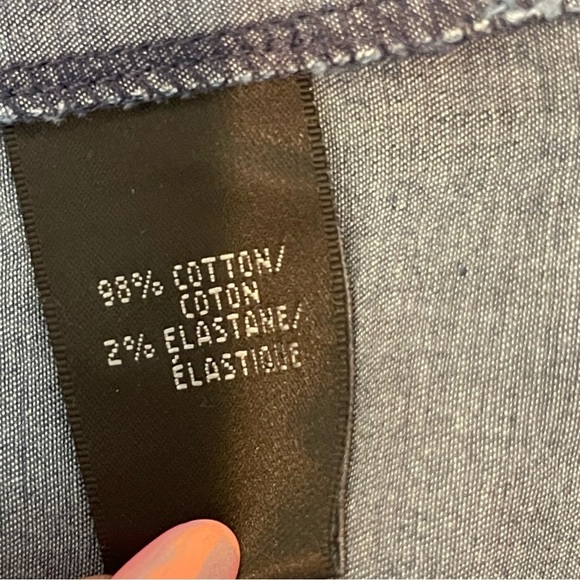 98% COTTON/
COTON
2% ELASTANE/
ÉLASTIQUE